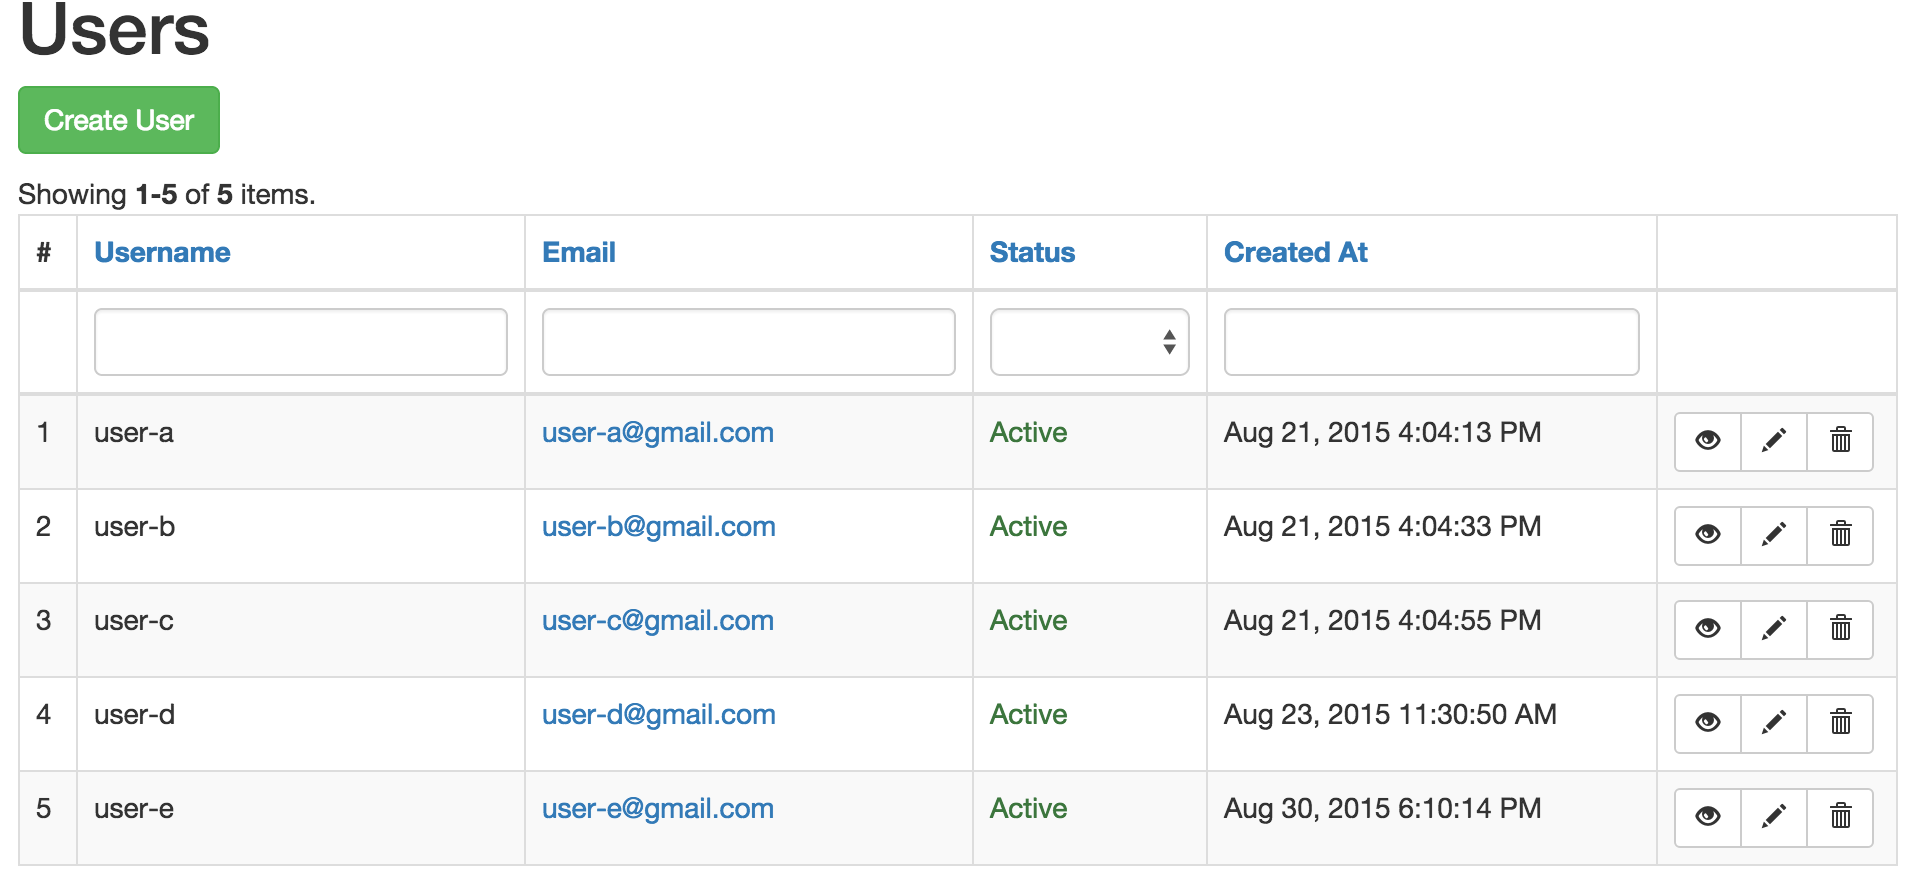 Users
Create User
Showing 1-5 of 5 items.
# Username Email Status Created At
1 user-a user-a@gmail.com Active Aug 21, 2015 4:04:13 PM
2 user-b user-b@gmail.com Active Aug 21, 2015 4:04:33 PM
3 user-c user-c@gmail.com Active Aug 21, 2015 4:04:55 PM
4 user-d user-d@gmail.com Active Aug 23, 2015 11:30:50 AM
5 user-e user-e@gmail.com Active Aug 30, 2015 6:10:14 PM